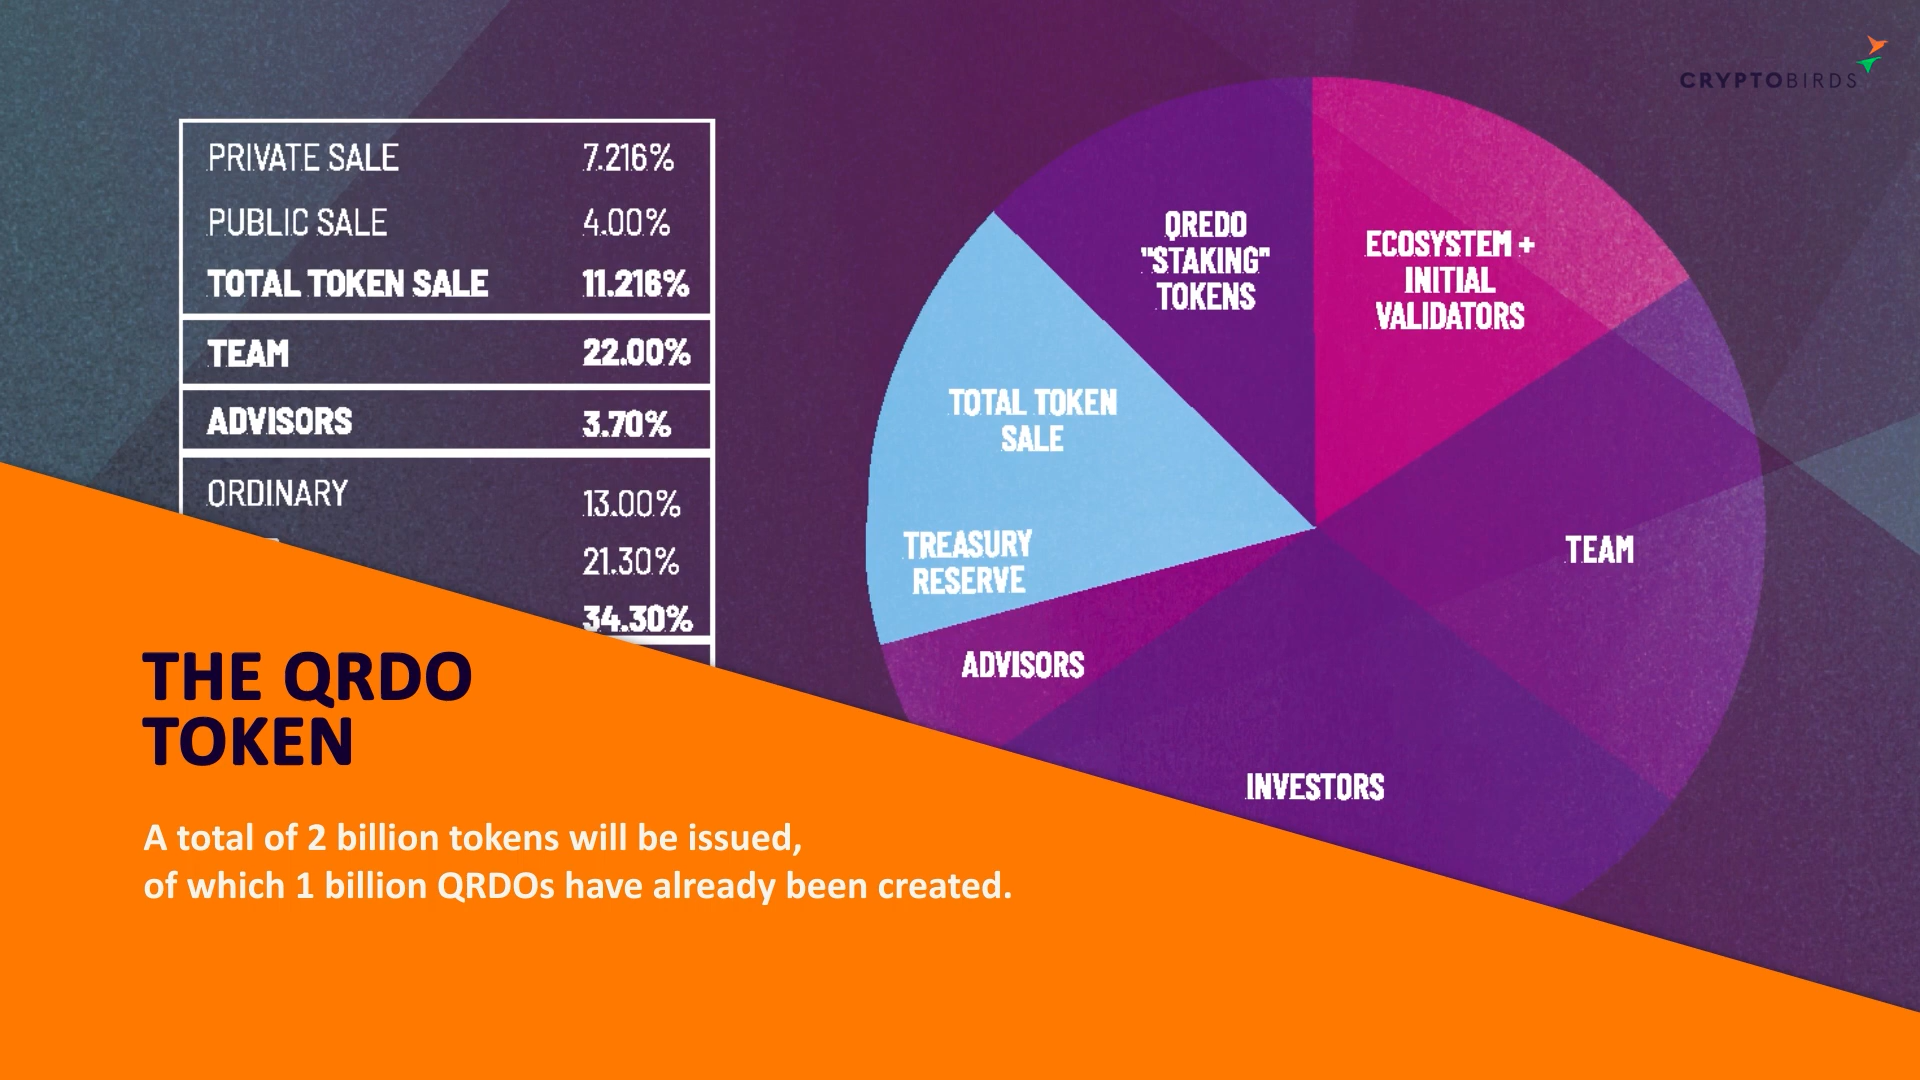 CRYPTOBIRDS
PRIVATE SALE 7.216%
PUBLIC SALE 4.00%
TOTAL TOKEN SALE 11.216%
TEAM 22.00%
ADVISORS 3.70%
ORDINARY 13.00%
21.30%
34.30%
QREDO
"STAKING"
TOKENS
ECOSYSTEM +
INITIAL
VALIDATORS
TOTAL TOKEN
SALE
TREASURY
RESERVE
TEAM
ADVISORS
INVESTORS
THE QRDO
TOKEN
A total of 2 billion tokens will be issued,
of which 1 billion QRDOs have already been created.